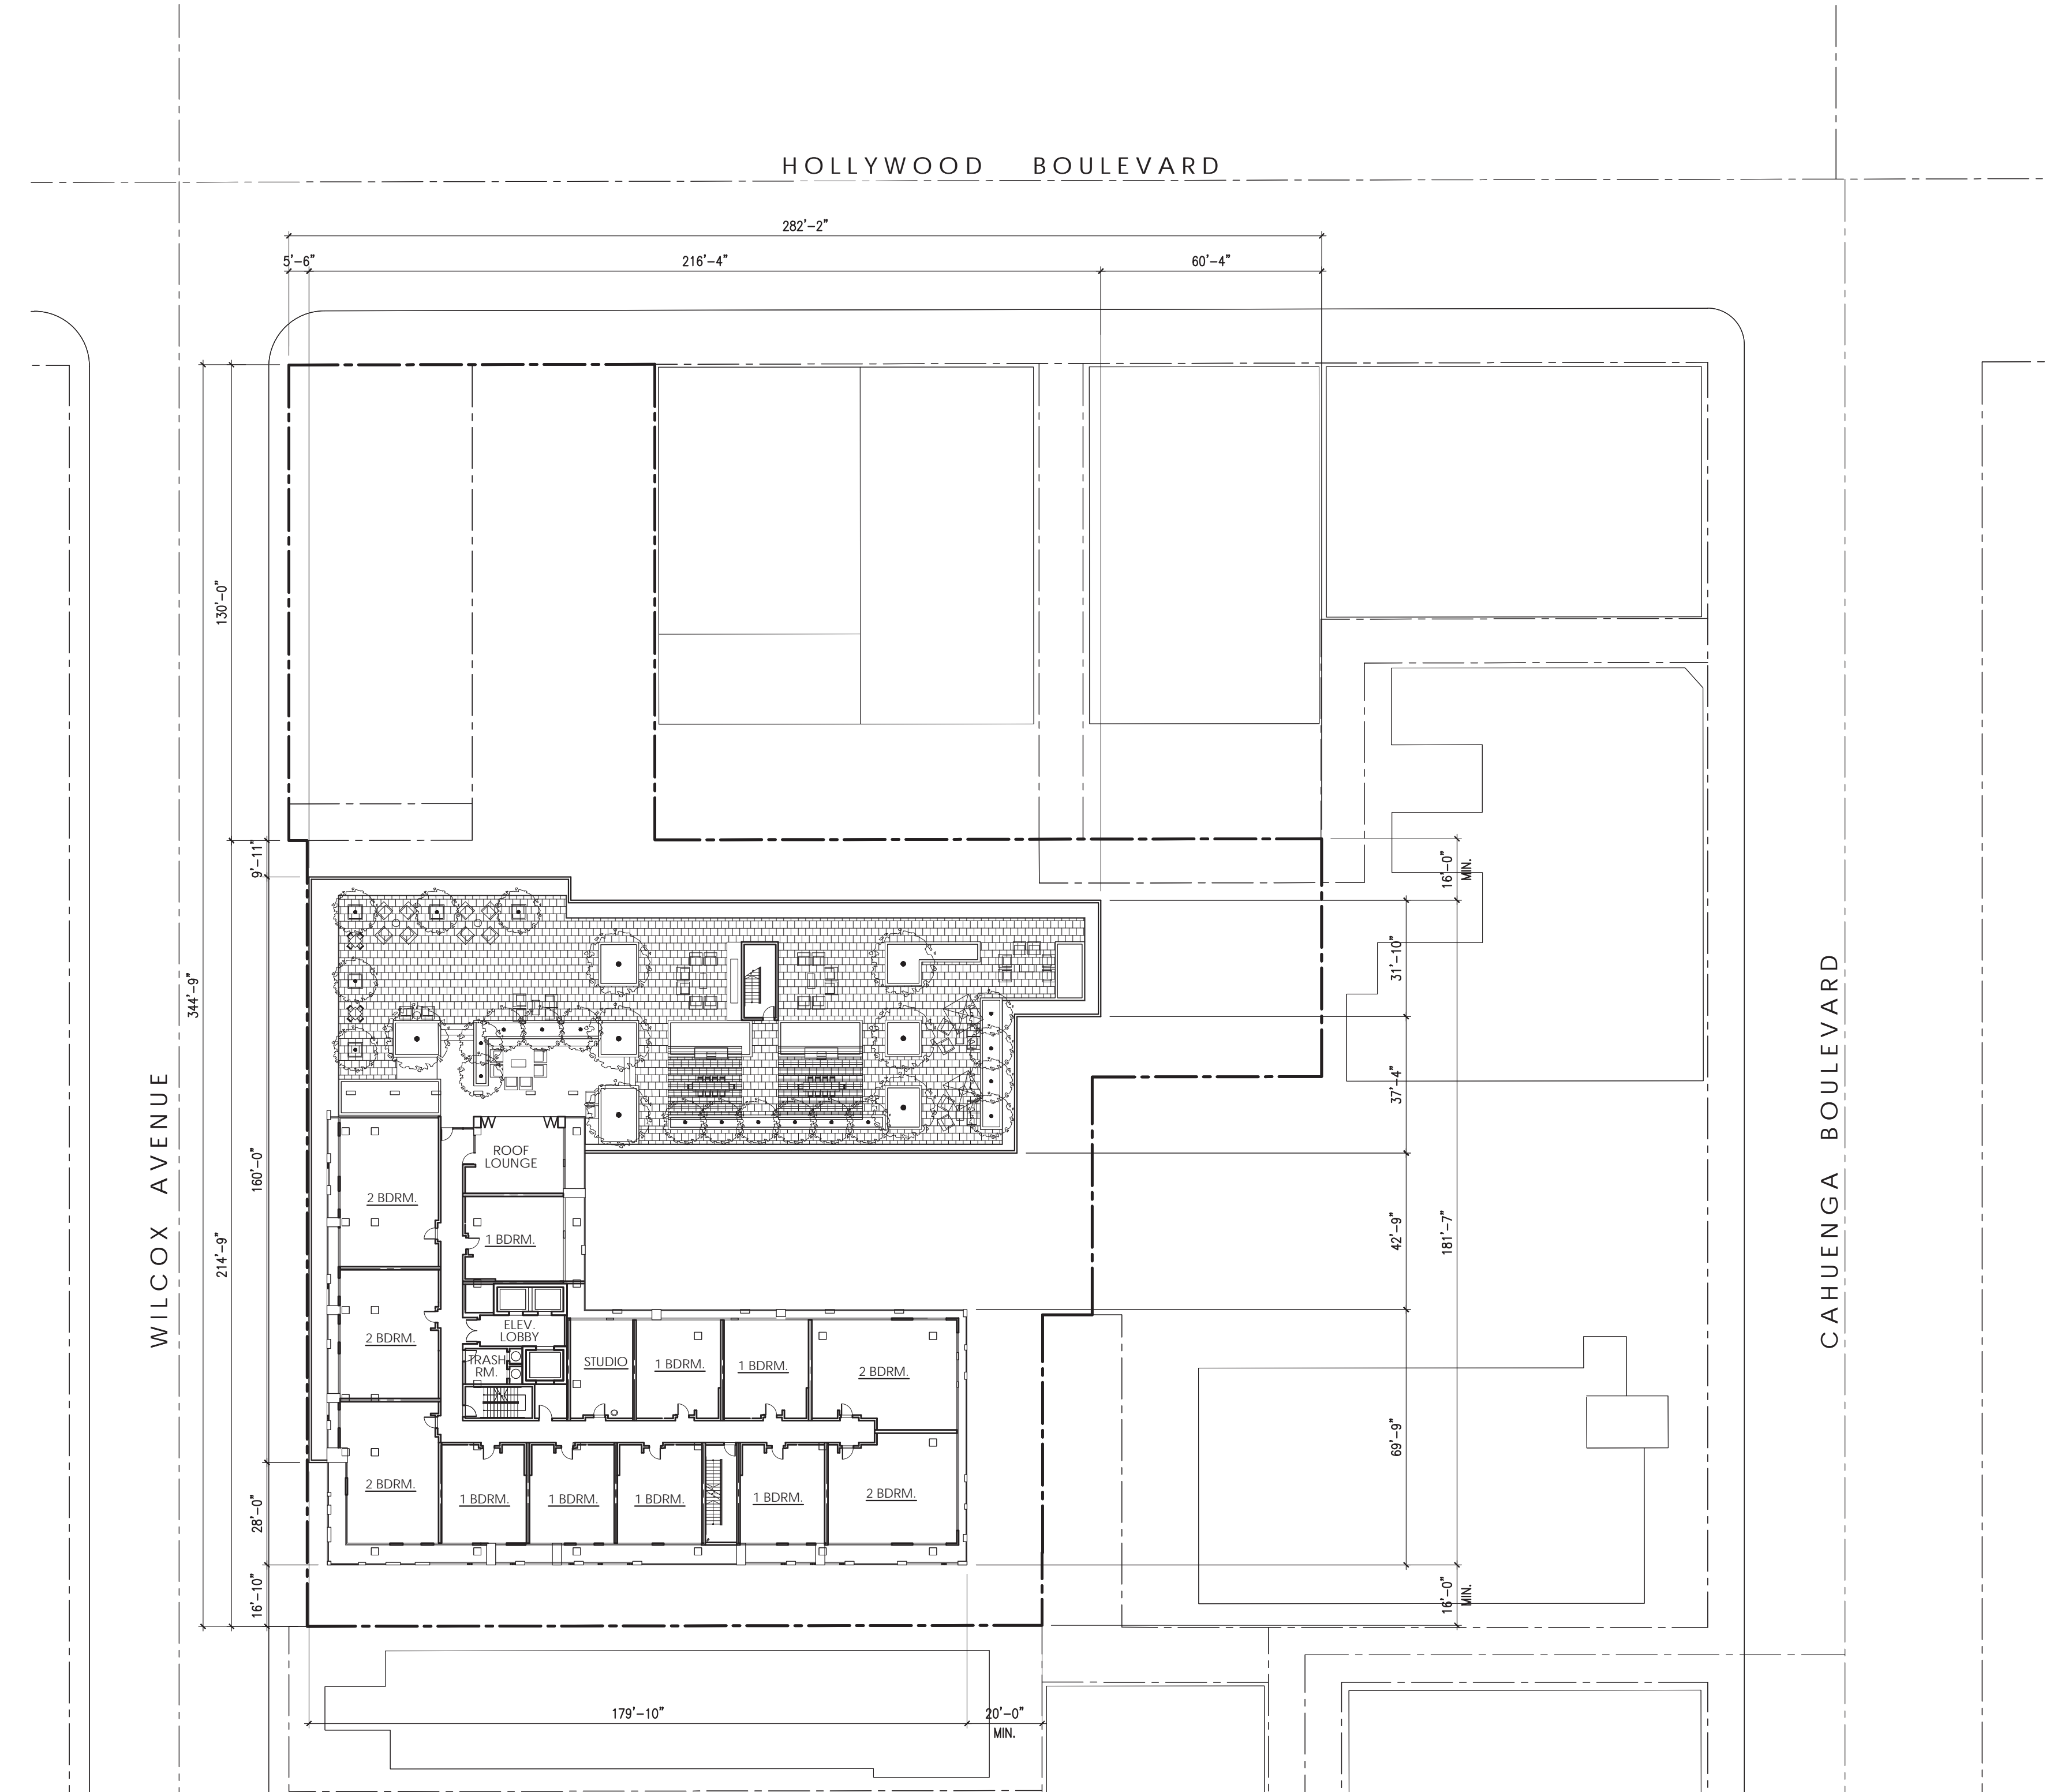 HOLLYWOOD BOULEVARD
282'-2"
5'-6"
216'-4"
60'-4"
130'-0"
344'-9"
9'-11"
16'-0"
MIN.
31'-10"
37'-4"
WILCOX AVENUE
CAHUENGA BOULEVARD
160'-0"
214'-9"
42'-9"
181'-7"
69'-9"
ROOF
LOUNGE
2 BDRM.
1 BDRM.
ELEV.
LOBBY
2 BDRM.
TRASH
RM.
STUDIO
1 BDRM.
1 BDRM.
2 BDRM.
2 BDRM.
1 BDRM.
1 BDRM.
1 BDRM.
1 BDRM.
2 BDRM.
28'-0"
16'-10"
16'-0"
MIN.
179'-10"
20'-0"
MIN.